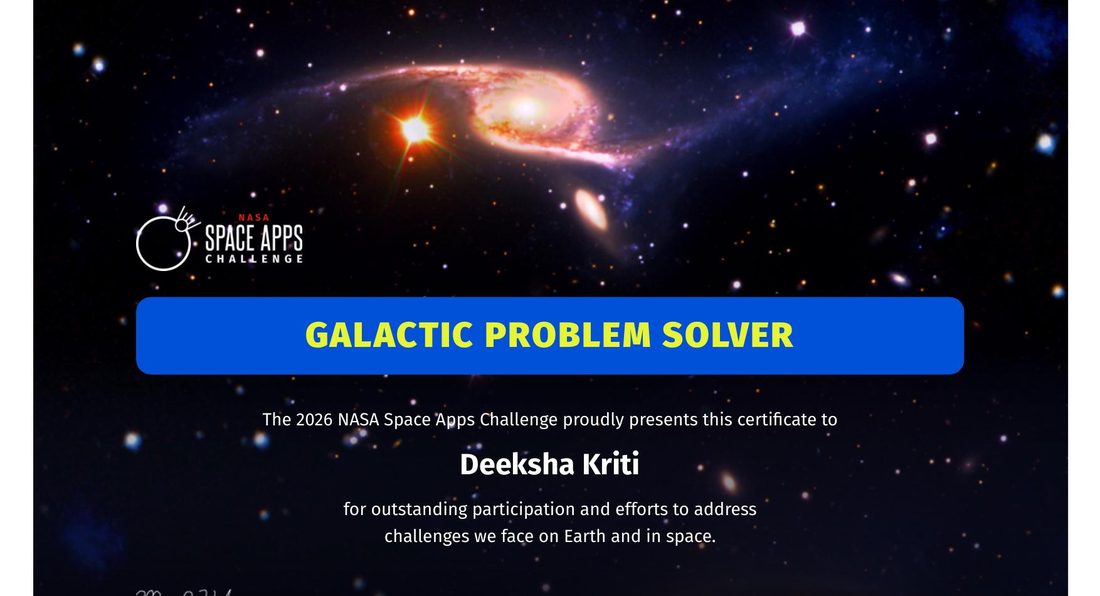 NASA
SPACE APPS
CHALLENGE
GALACTIC PROBLEM SOLVER
The 2026 NASA Space Apps Challenge proudly presents this certificate to
Deeksha Kriti
for outstanding participation and efforts to address
challenges we face on Earth and in space.